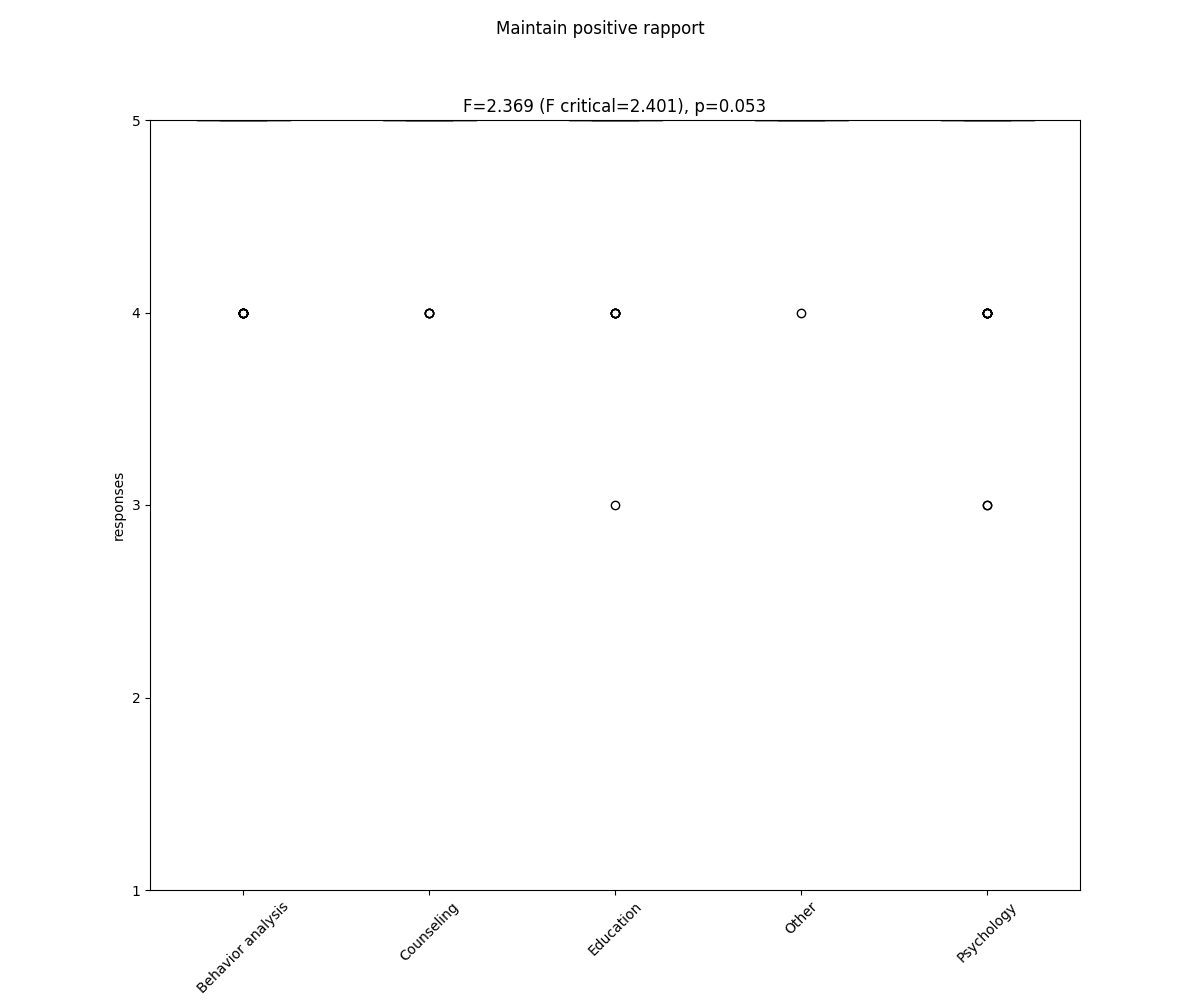 Maintain positive rapport
F=2.369 (F critical=2.401), p=0.053
5
4
3
2
1
responses
Behavior analysis
Counseling
Education
Other
Psychology